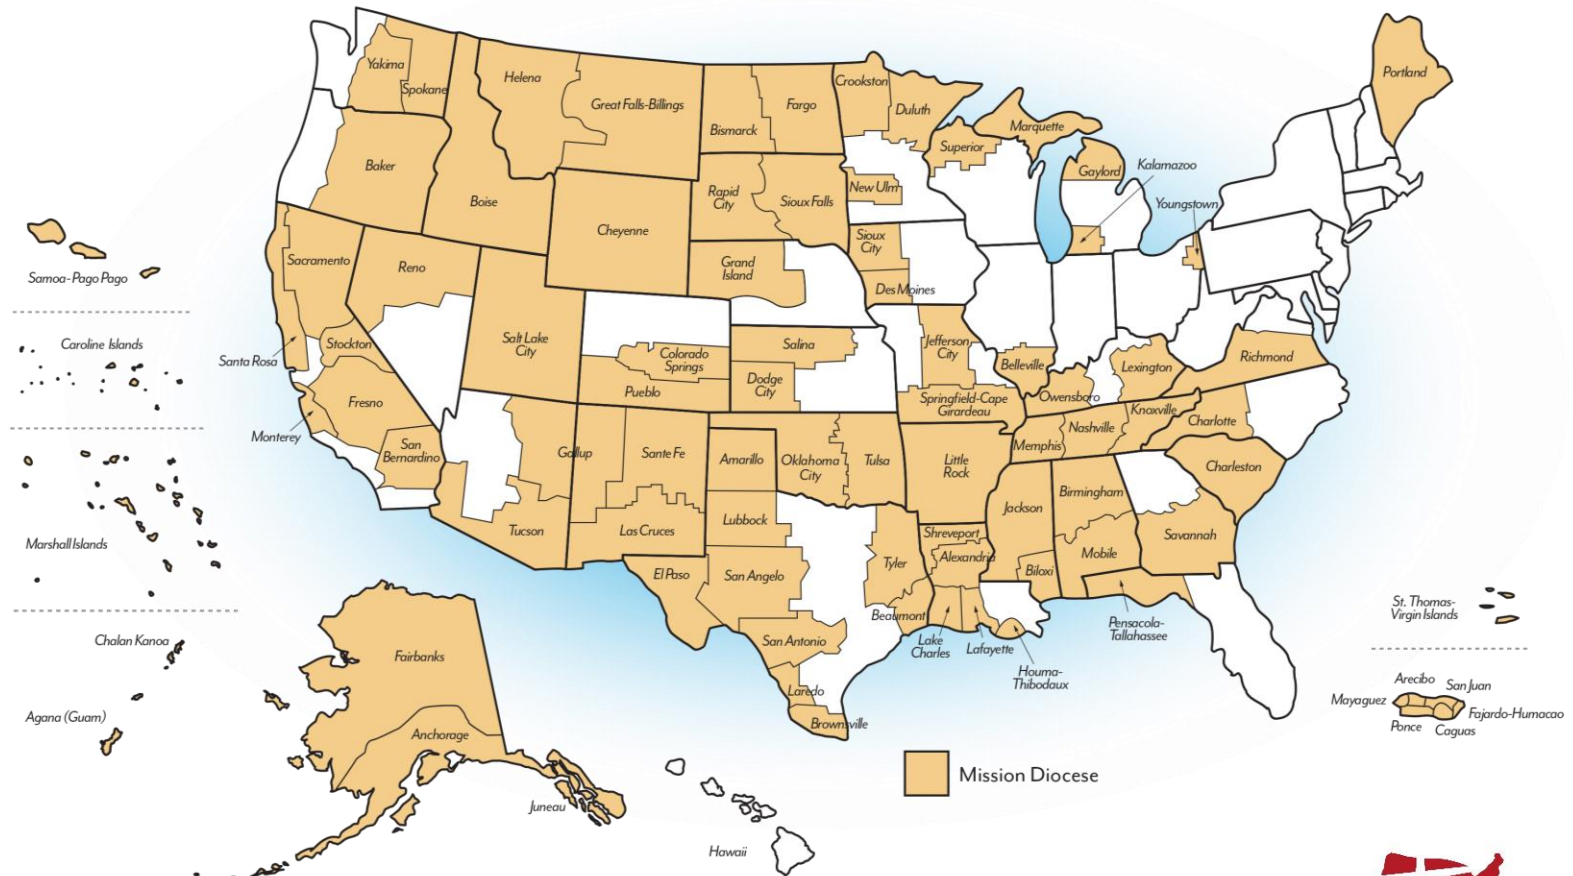 Yakima
Spokane
Helena
Great Falls-Billings
Bismarck
Fargo
Crookston
Duluth
Marquette
Superior
Portland
Baker
Boise
Rapid
City
Sioux Falls
New Ulm
Gaylord
Kalamazoo
Youngstown
Cheyenne
Sacramento
Reno
Grand
Island
Sioux
City
Des Moines
Samoa-Pago Pago
Caroline Islands
Santa Rosa
Stockton
Salt Lake
City
Colorado
Springs
Pueblo
Salina
Dodge
City
Jefferson
City
Belleville
Lexington
Richmond
Owensboro
Springfield-Cape
Girardeau
Monterey
Fresno
San
Bernardino
Gallup
Sante Fe
Amarillo
Oklahoma
City
Tulsa
Little
Rock
Memphis
Nashville
Knoxville
Charlotte
Charleston
Tucson
Las Cruces
Lubbock
Jackson
Birmingham
Savannah
Marshall Islands
El Paso
San Angelo
Tyler
Shreveport
Alexandria
Biloxi
Mobile
Beaumont
Lake
Charles
Lafayette
Houma-
Thibodaux
Pensacola-
Tallahassee
St. Thomas-
Virgin Islands
Chalan Kanoa
Agana (Guam)
Fairbanks
Anchorage
Juneau
San Antonio
Laredo
Brownsville
Arecibo
San Juan
Mayaguez
Fajardo-Humacao
Ponce
Caguas
Mission Diocese
Hawaii